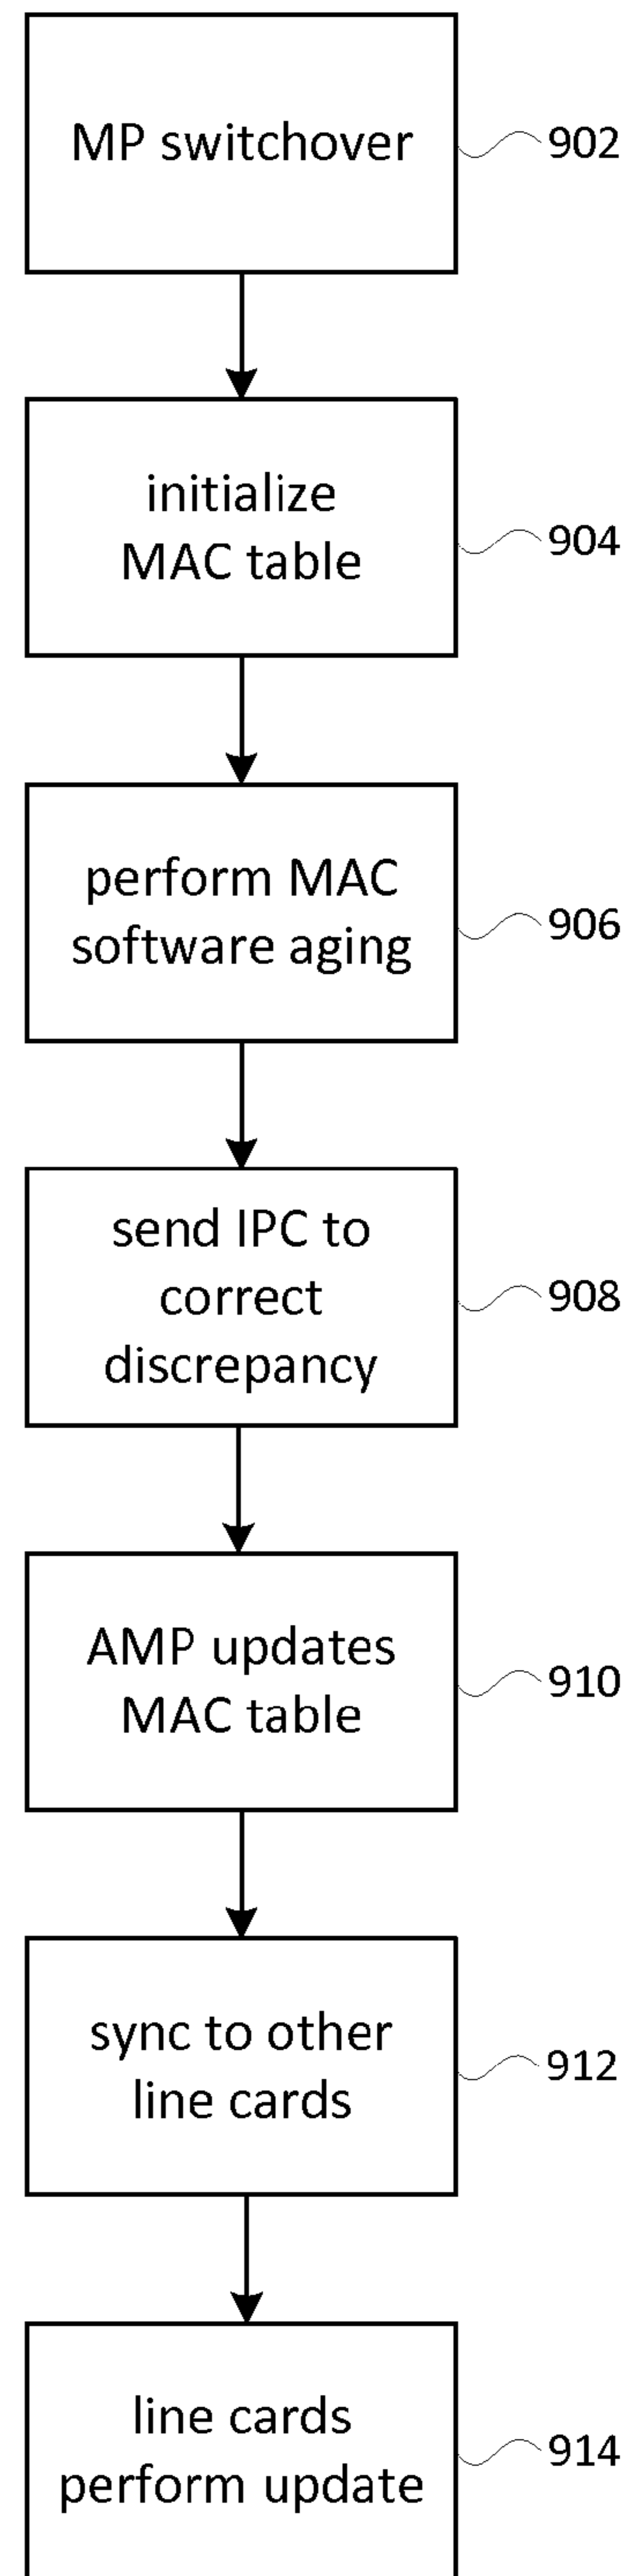 MP switchover
902
initialize
MAC table
904
perform MAC
software aging
906
send IPC to
correct
discrepancy
908
AMP updates
MAC table
910
sync to other
line cards
912
line cards
perform update
914